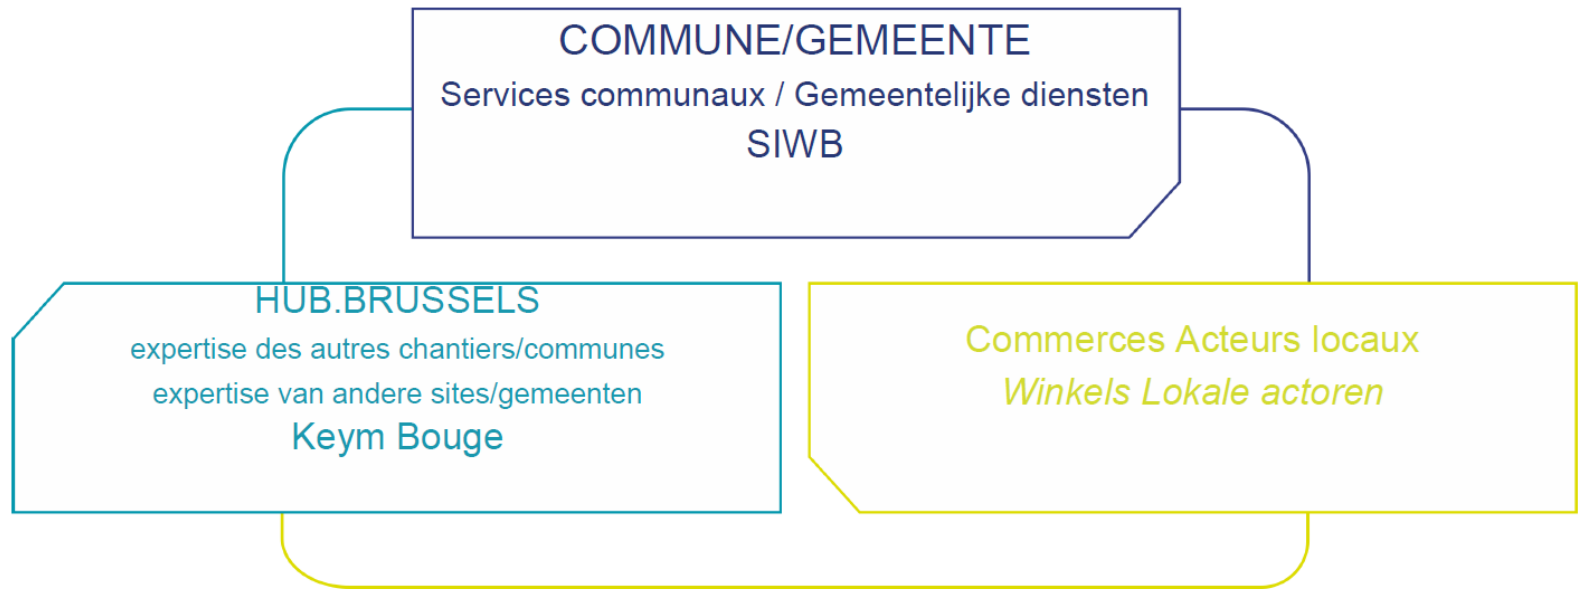 COMMUNE/GEMEENTE
Services communaux / Gemeentelijke diensten
SIWB
HUB.BRUSSELS
expertise des autres chantiers/communes
expertise van andere sites/gemeenten
Keym Bouge
Commerces Acteurs locaux
Winkels Lokale actoren